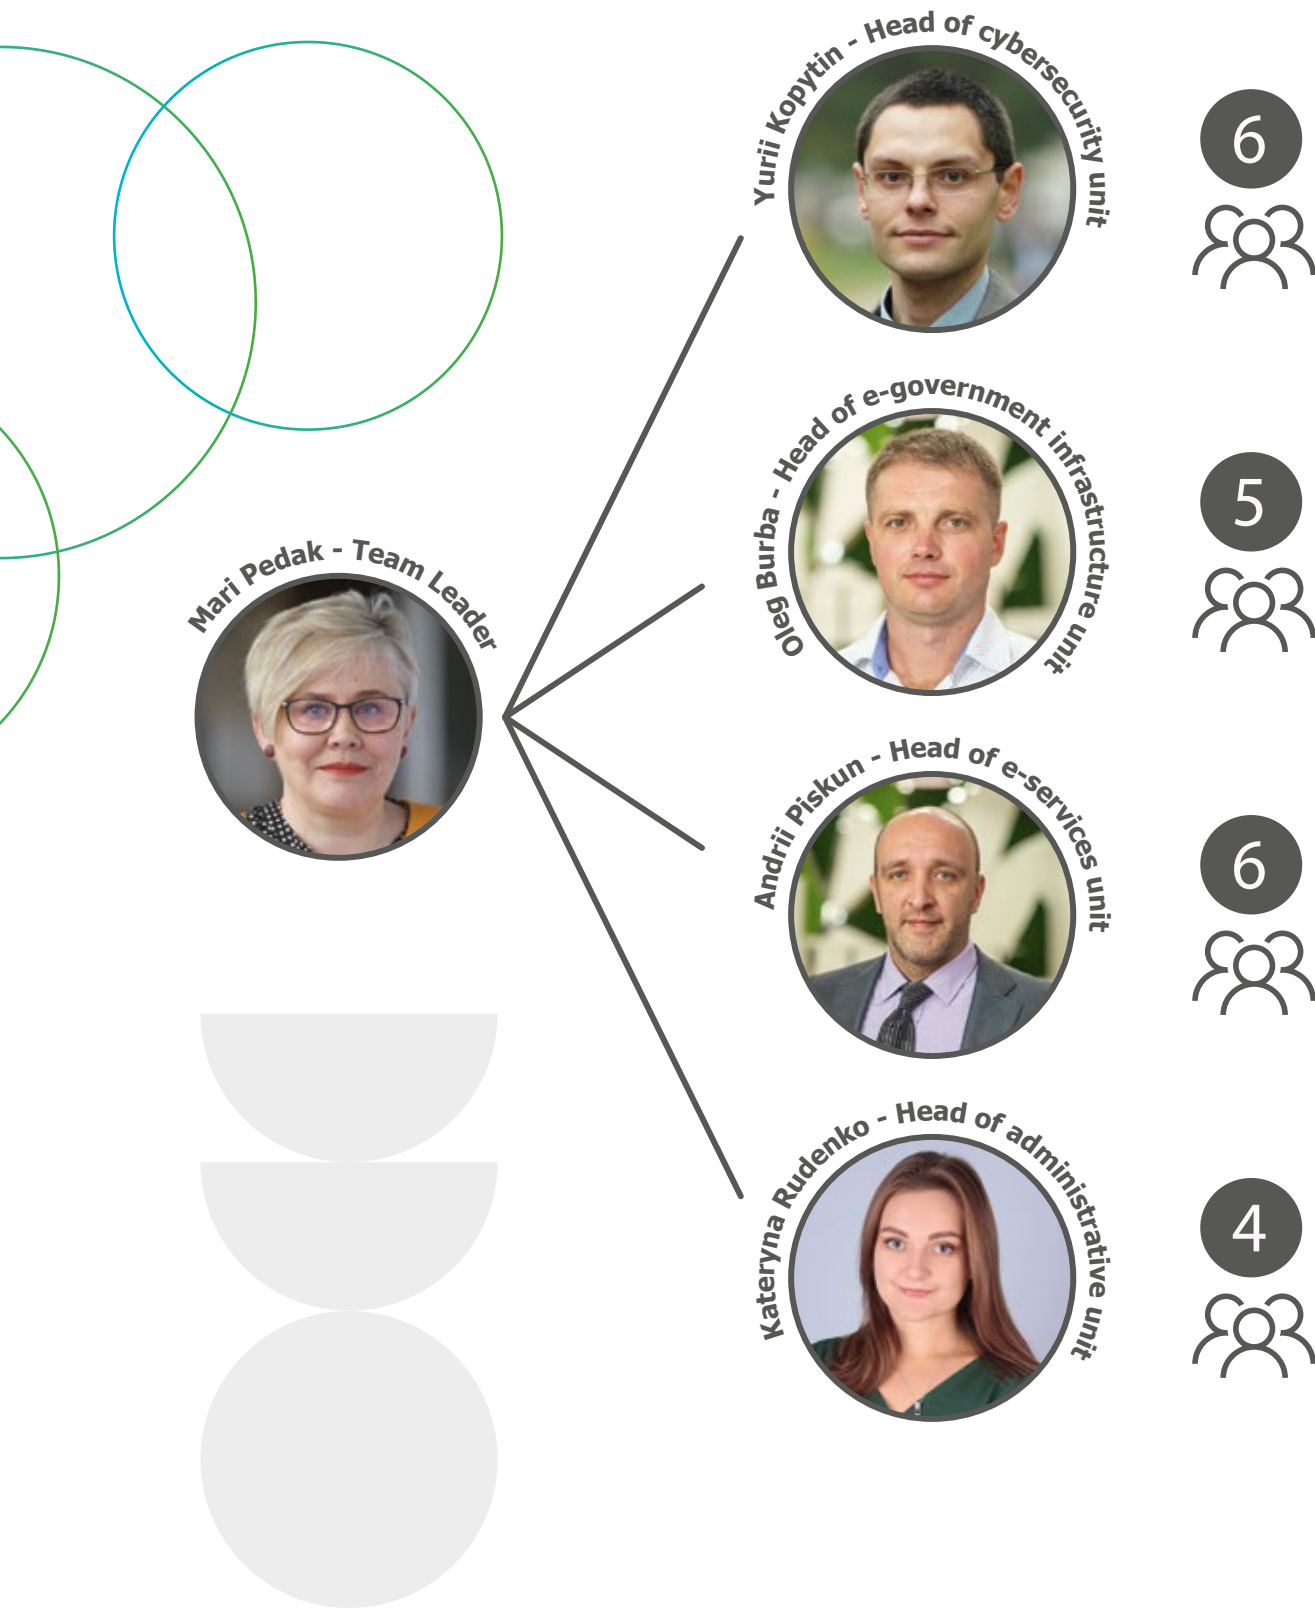 Yurii Kopytin - Head of cybersecurity unit
6
Oleg Burba - Head of e-government infrastructure unit
5
Mari Pedak - Team Leader
Andrii Piskun - Head of e-services unit
6
Kateryna Rudenko - Head of administrative unit
4